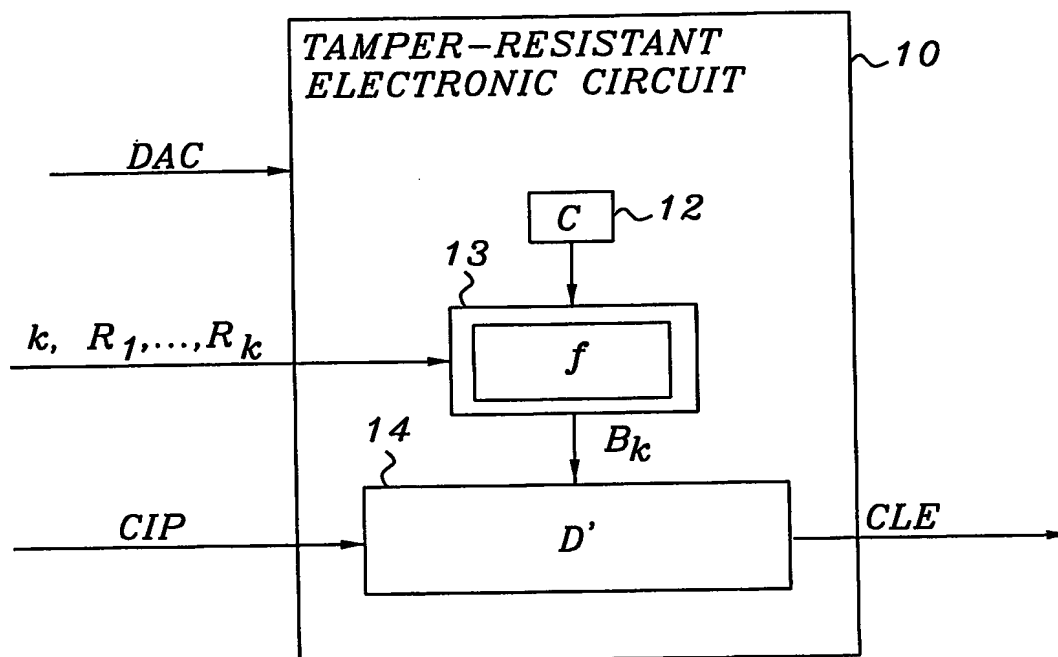 TAMPER-RESISTANT
ELECTRONIC CIRCUIT
10
DAC
C
12
13
k, R1,...,Rk
f
Bk
14
CIP
D'
CLE